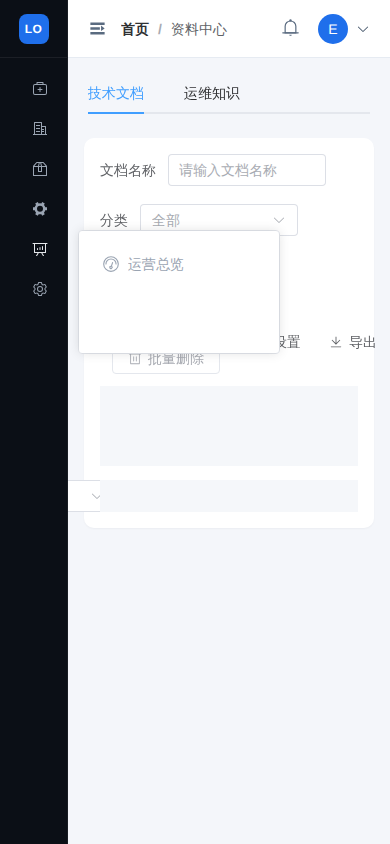 LO
首页 / 资料中心
E
技术文档
运维知识
文档名称
请输入文档名称
分类
全部
运营总览
设置
导出
批量删除